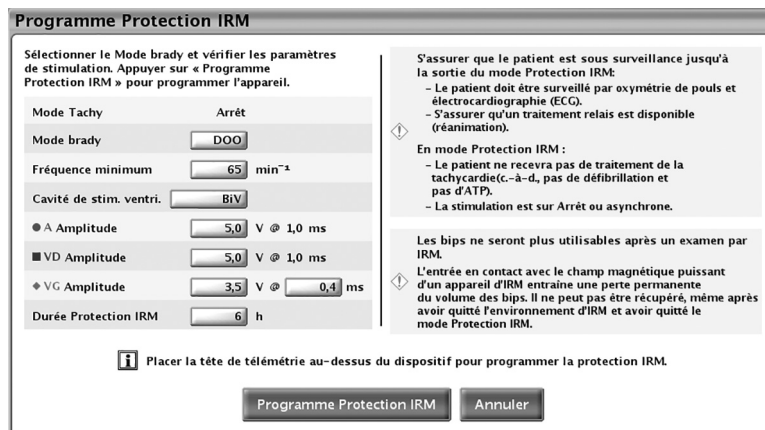 Programme Protection IRM
Sélectionner le Mode brady et vérifier les paramètres
de stimulation. Appuyer sur « Programme
Protection IRM » pour programmer l'appareil.
Mode Tachy Arrêt
Mode brady DOO
Fréquence minimum 65 min⁻¹
Cavité de stim. ventri. BiV
A Amplitude 5,0 V @ 1,0 ms
VD Amplitude 5,0 V @ 1,0 ms
VG Amplitude 3,5 V @ 0,4 ms
Durée Protection IRM 6 h
S'assurer que le patient est sous surveillance jusqu'à
la sortie du mode Protection IRM:
– Le patient doit être surveillé par oxymétrie de pouls et
électrocardiographie (ECG).
– S'assurer qu'un traitement relais est disponible
(réanimation).
En mode Protection IRM :
– Le patient ne recevra pas de traitement de la
tachycardie(c.-à-d., pas de défibrillation et
pas d'ATP).
– La stimulation est sur Arrêt ou asynchrone.
Les bips ne seront plus utilisables après un examen par
IRM.
L'entrée en contact avec le champ magnétique puissant
d'un appareil d'IRM entraîne une perte permanente
du volume des bips. Il ne peut pas être récupéré, même après
avoir quitté l'environnement d'IRM et avoir quitté le
mode Protection IRM.
i Placer la tête de télémétrie au-dessus du dispositif pour programmer la protection IRM.
Programme Protection IRM Annuler